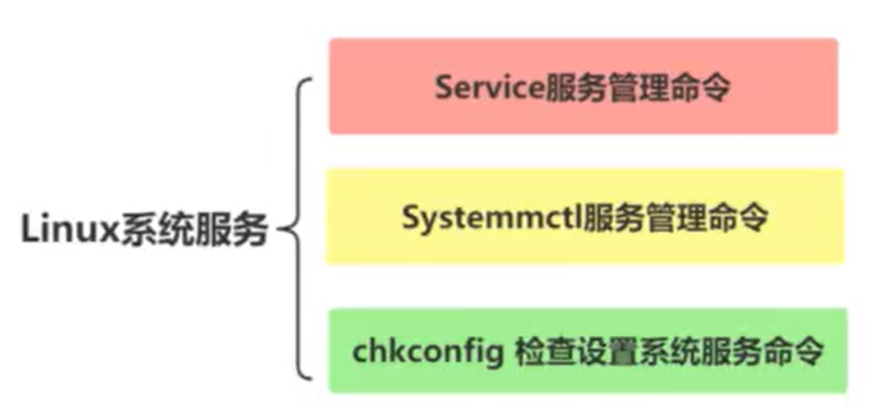 Service服务管理命令
Linux系统服务
Systemmctl服务管理命令
chkconfig 检查设置系统服务命令